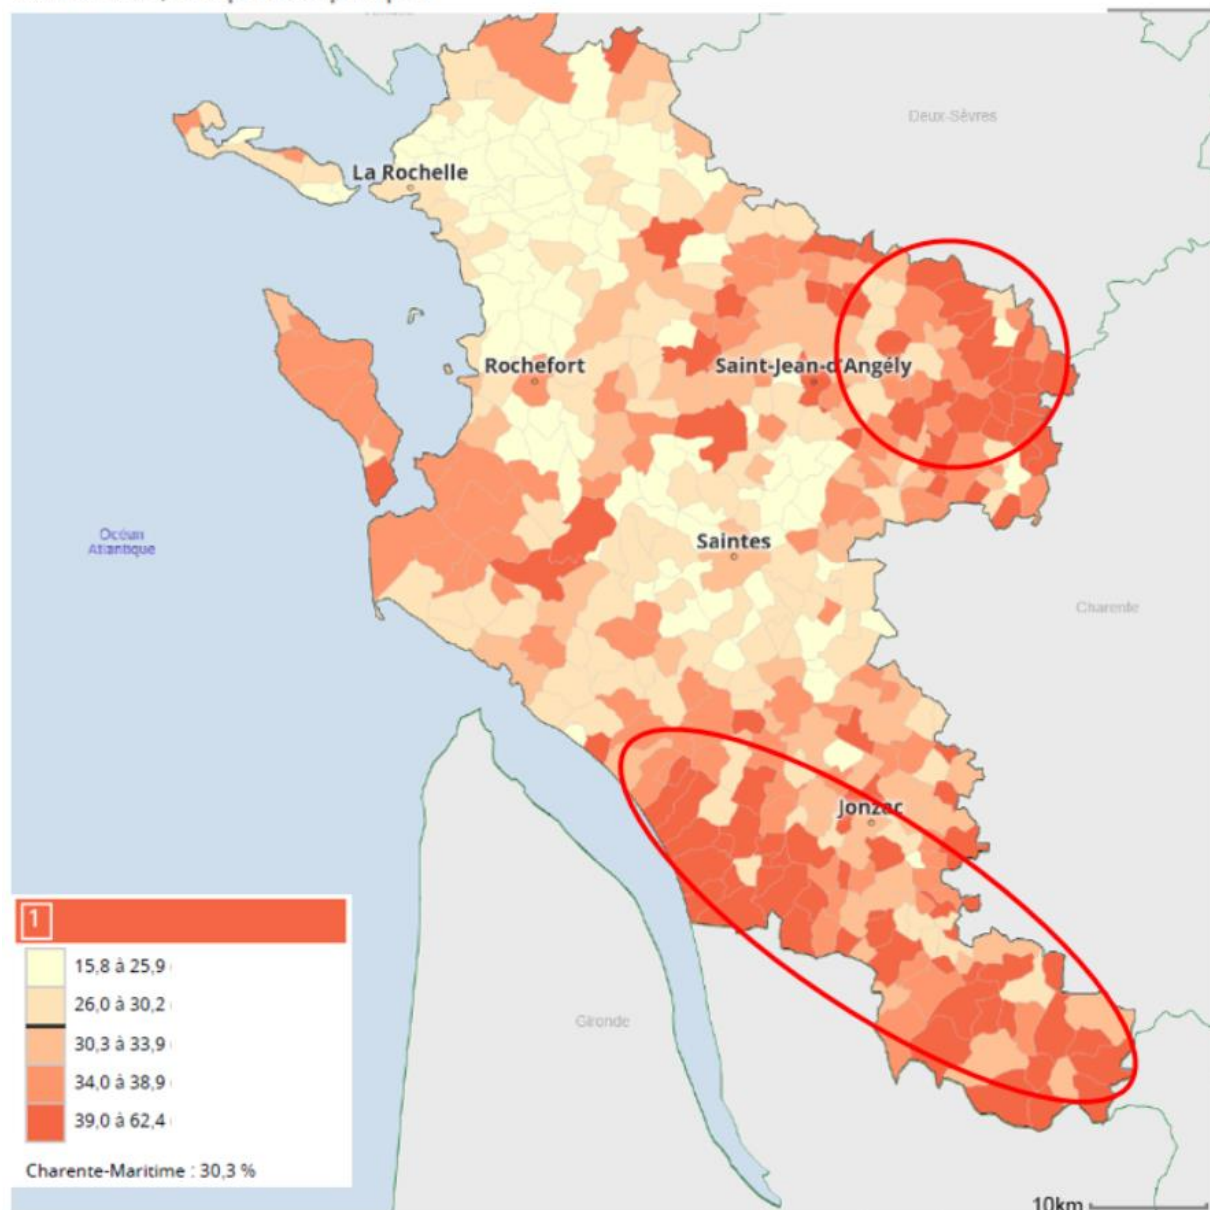 Deux-Sèvres
La Rochelle
Rochefort
Saint-Jean-d'Angély
Océan
Atlantique
Saintes
Charente
Jonzac
1
15,8 à 25,9
26,0 à 30,2
30,3 à 33,9
34,0 à 38,9
39,0 à 62,4
Gironde
Charente-Maritime : 30,3 %
10km